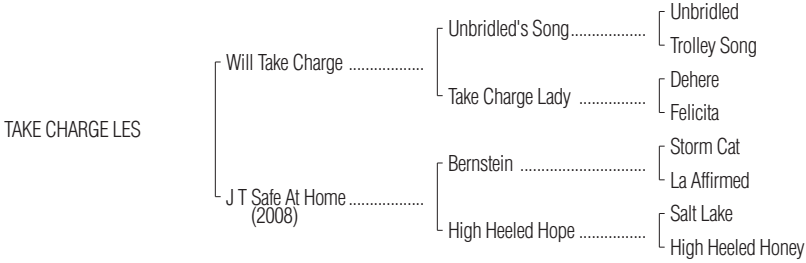 Unbridled
Unbridled's Song..................
Trolley Song
Will Take Charge ..................
Dehere
Take Charge Lady ................
Felicita
TAKE CHARGE LES
Storm Cat
Bernstein ..............................
La Affirmed
J T Safe At Home..................
(2008)
Salt Lake
High Heeled Hope ................
High Heeled Honey